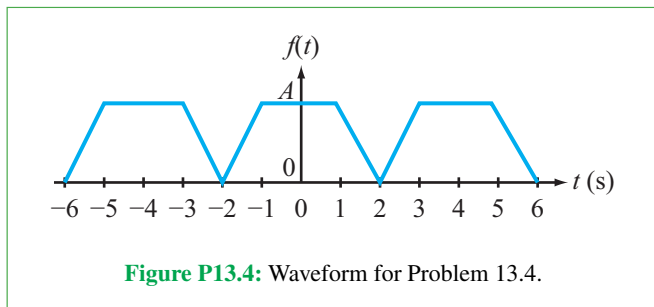 f(t)
A
0
t (s)
−6 −5 −4 −3 −2 −1 0 1 2 3 4 5 6
Figure P13.4: Waveform for Problem 13.4.